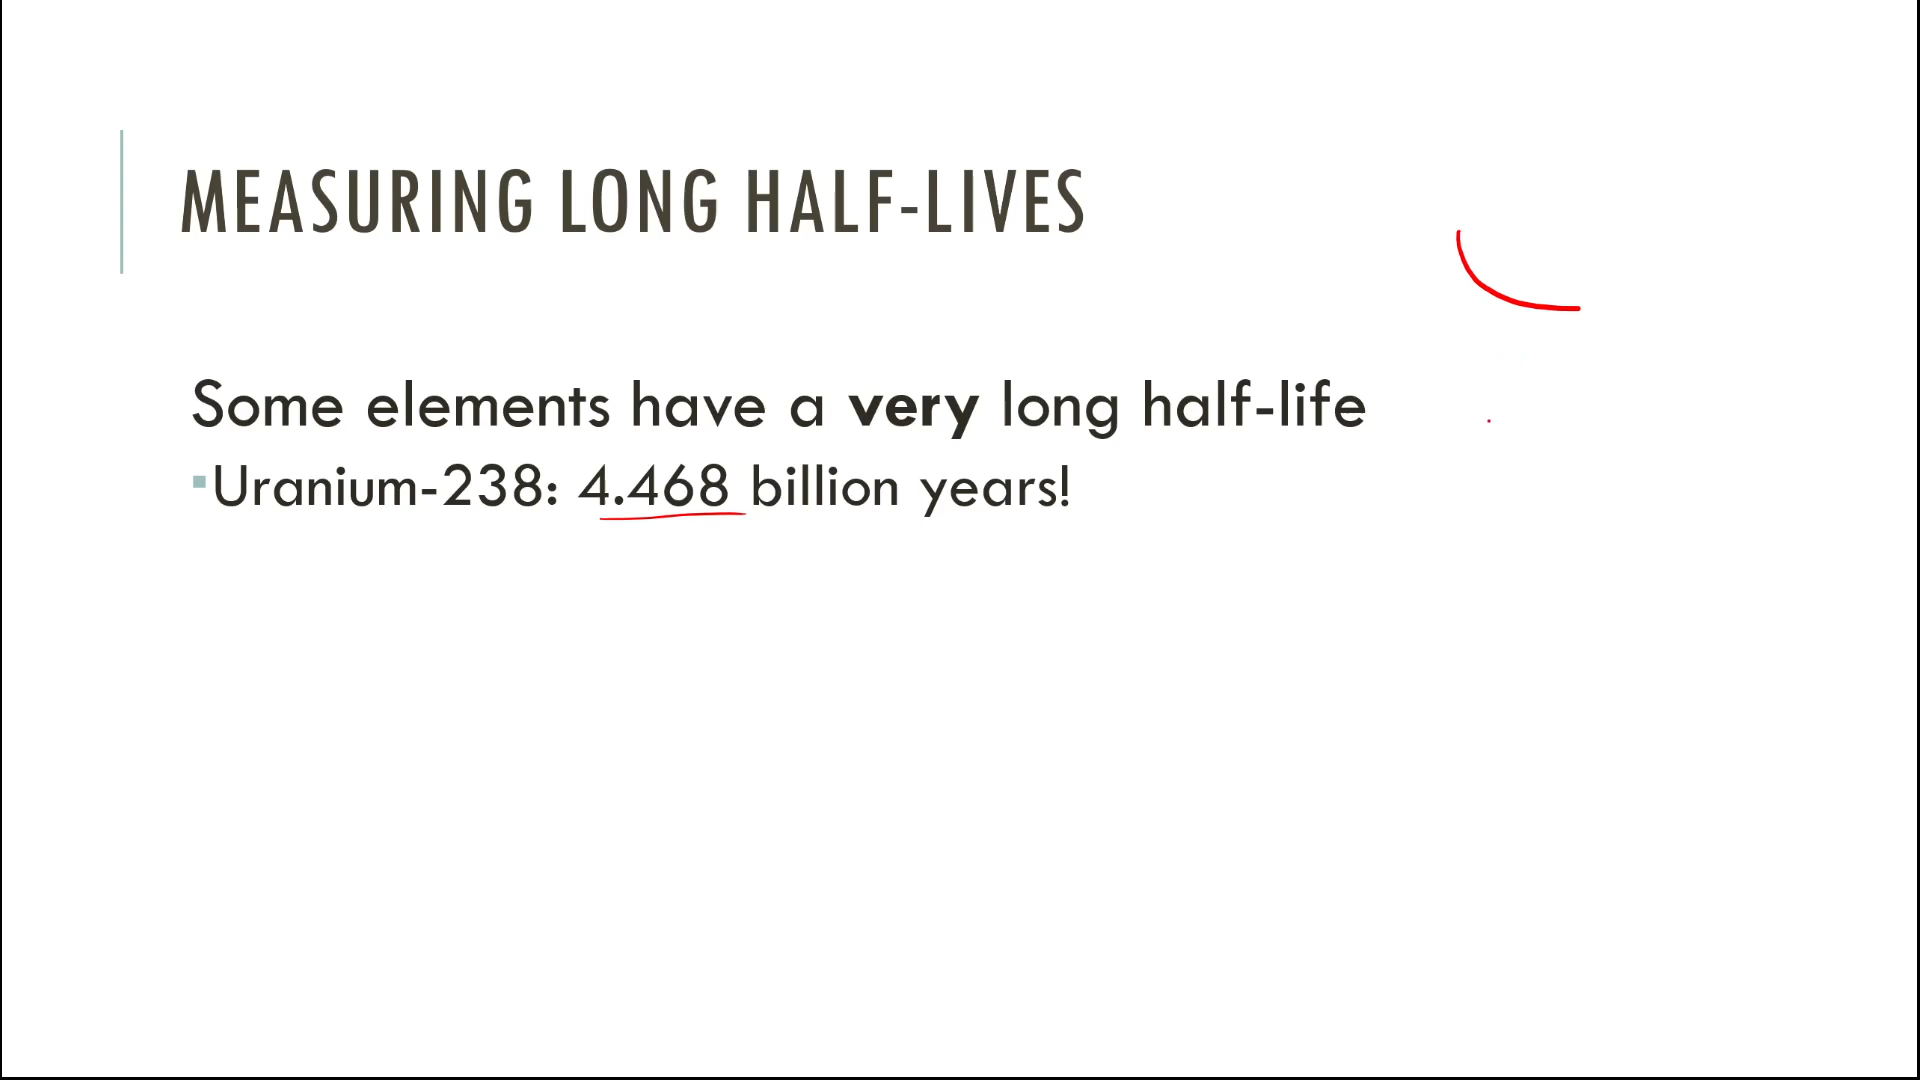 MEASURING LONG HALF-LIVES
Some elements have a very long half-life
Uranium-238: 4.468 billion years!